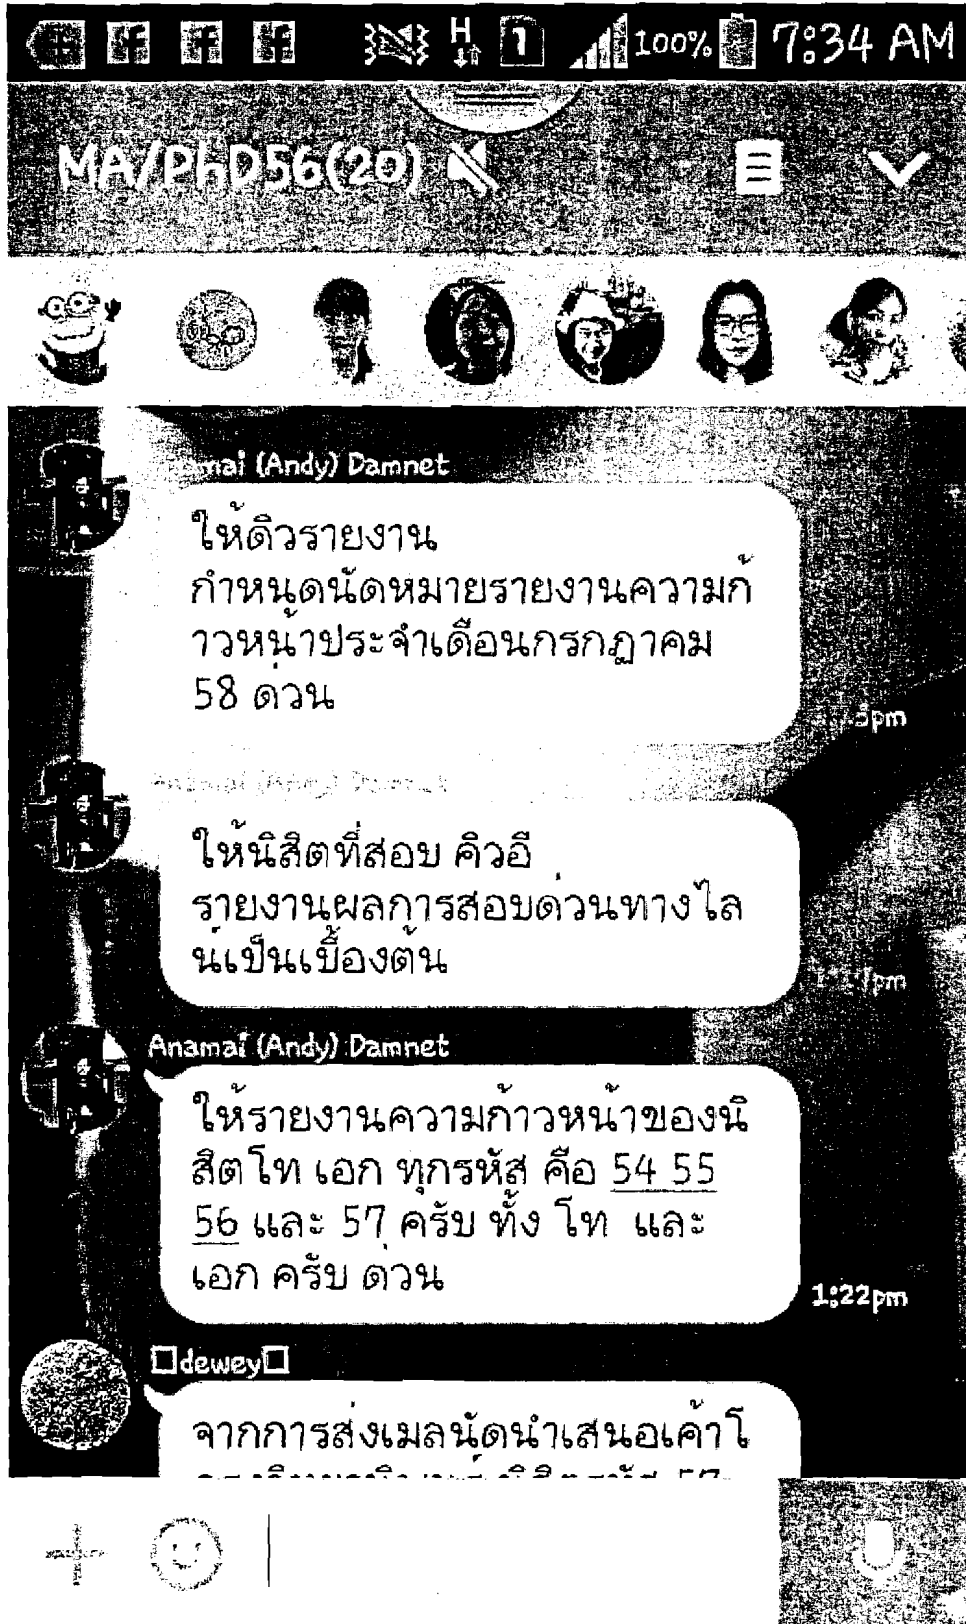 H 1 100% 7:34 AM
MA/PhD56(20)
(Andy) Damnet
ให้ดิวรายงาน
กำหนดนัดหมายรายงานความก้
าวหน้าประจำเดือนกรกฎาคม
58 ด่วน
Anamai (Andy) Damnet
ให้นิสิตที่สอบ คิวอี
รายงานผลการสอบด่วนทางไล
น์เป็นเบื้องต้น
Anamai (Andy) Damnet
ให้รายงานความก้าวหน้าของนิ
สิตโท เอก ทุกรหัส คือ 54 55
56 และ 57 ครับ ทั้ง โท และ
เอก ครับ ด่วน
1:22pm
dewey
จากการส่งเมลนัดนำเสนอเค้าโ